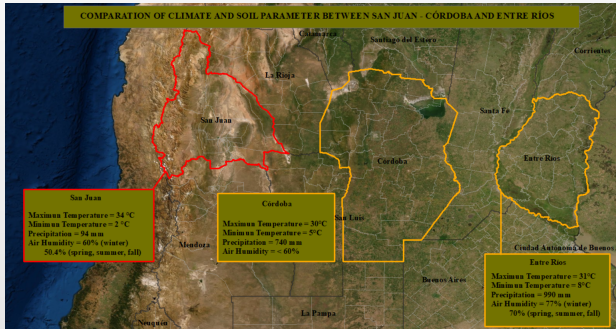 COMPARATION OF CLIMATE AND SOIL PARAMETER BETWEEN SAN JUAN - CÓRDOBA AND ENTRE RÍOS
Catamarca
Santiago del Estero
Corrientes
La Rioja
Santa Fé
San Juan
Córdoba
Entre Ríos
San Juan
Maximun Temperature = 34 °C
Minimun Temperature = 2 °C
Precipitation = 94 mm
Air Humidity = 60% (winter)
50.4% (spring, summer, fall)
Córdoba
Maximun Temperature = 30°C
Minimun Temperature = 5°C
Precipitation = 740 mm
Air Humidity = < 60%
San Luis
Mendoza
Ciudad Autónoma de Buenos
Entre Ríos
Maximun Temperature = 31°C
Minimun Temperature = 8°C
Precipitation = 990 mm
Air Humidity = 77% (winter)
70% (spring, summer, fall)
Buenos Aires
La Pampa
Neuquén